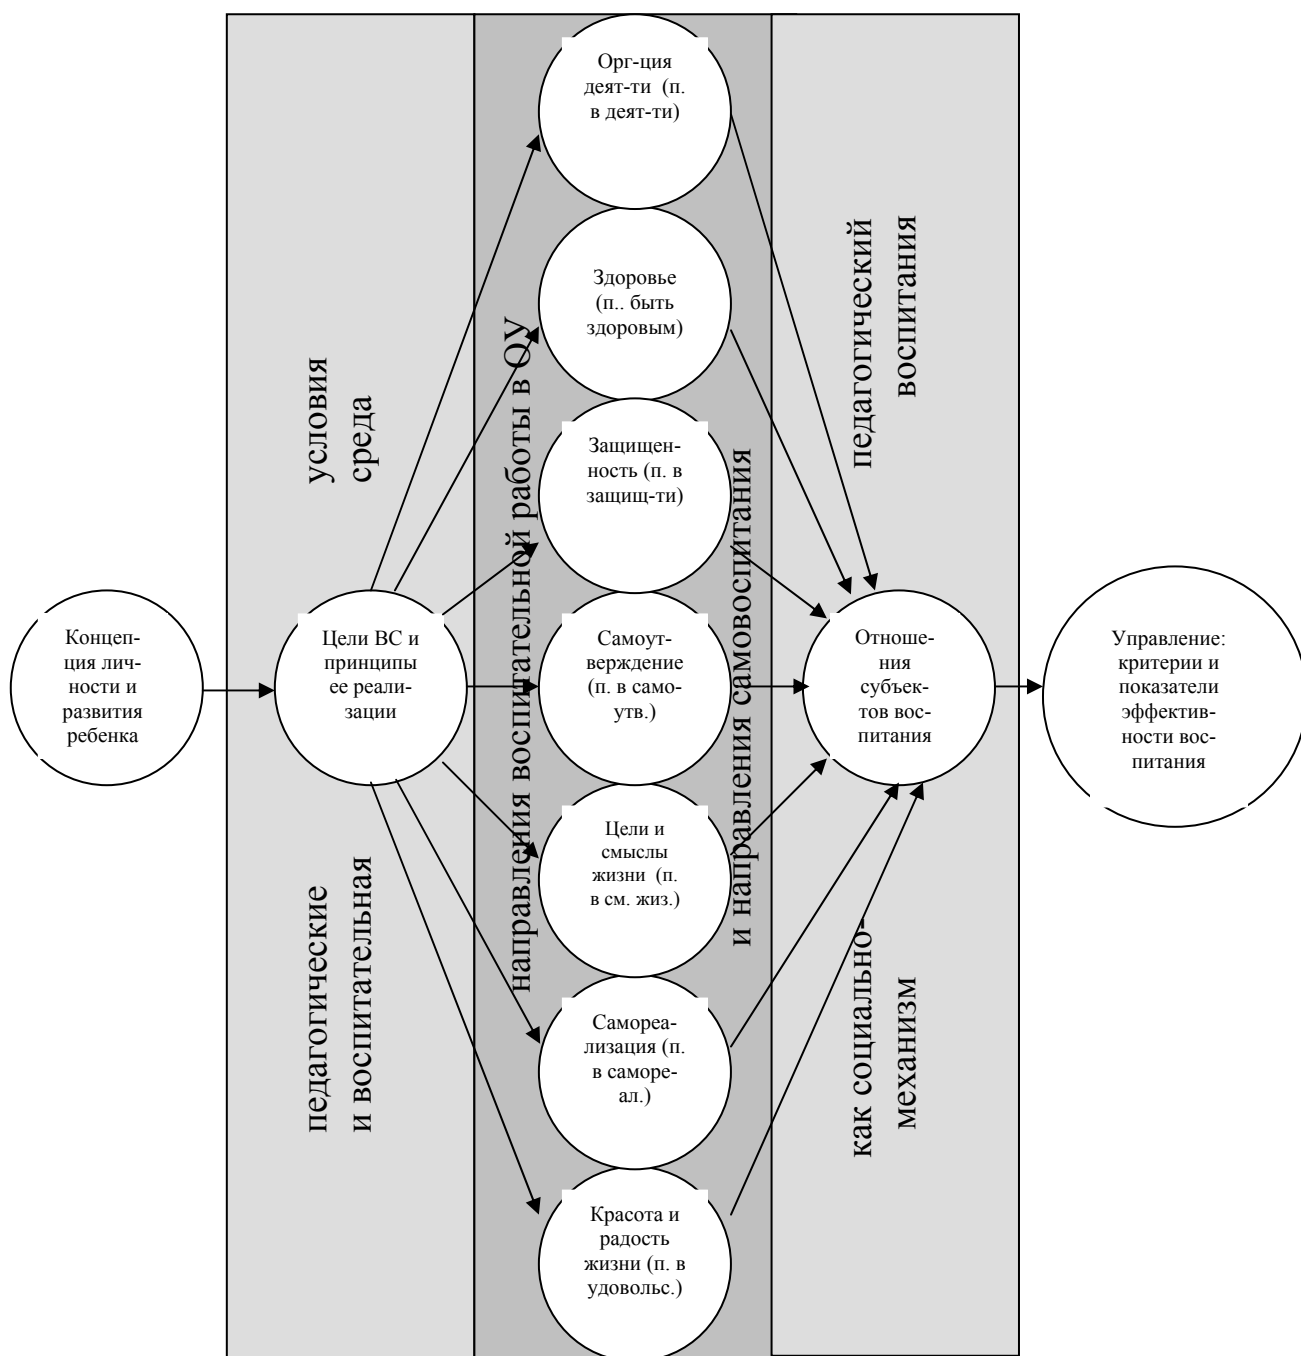 Орг-ция
деят-ти (п.
в деят-ти)
Здоровье
(п.. быть
здоровым)
Защищен-
ность (п. в
защищ-ти)
Самоут-
верждение
(п. в само-
утв.)
Цели и
смыслы
жизни (п.
в см. жиз.)
Самореа-
лизация (п.
в саморе-
ал.)
Красота и
радость
жизни (п. в
удовольс.)
Концеп-
ция лич-
ности и
развития
ребенка
Цели ВС и
принципы
ее реали-
зации
Отноше-
ния
субъек-
тов вос-
питания
Управление:
критерии и
показатели
эффектив-
ности вос-
питания
педагогические
условия
и воспитательная
среда
направления воспитательной работы в ОУ
и направления самовоспитания
как социально-
педагогический
механизм
воспитания